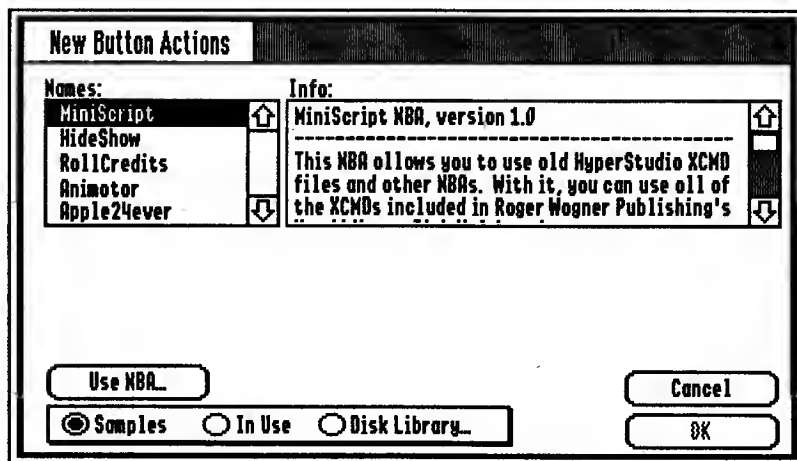 New Button Actions
Names:
MiniScript
HideShow
RollCredits
Animator
Apple24ever
Info:
MiniScript NBA, version 1.0
--------------------------------------------
This NBA allows you to use old HyperStudio XCMD
files and other NBAs. With it, you can use all of
the XCMDs included in Roger Wagner Publishing's
Use NBA...
Cancel
Samples
In Use
Disk Library...
OK